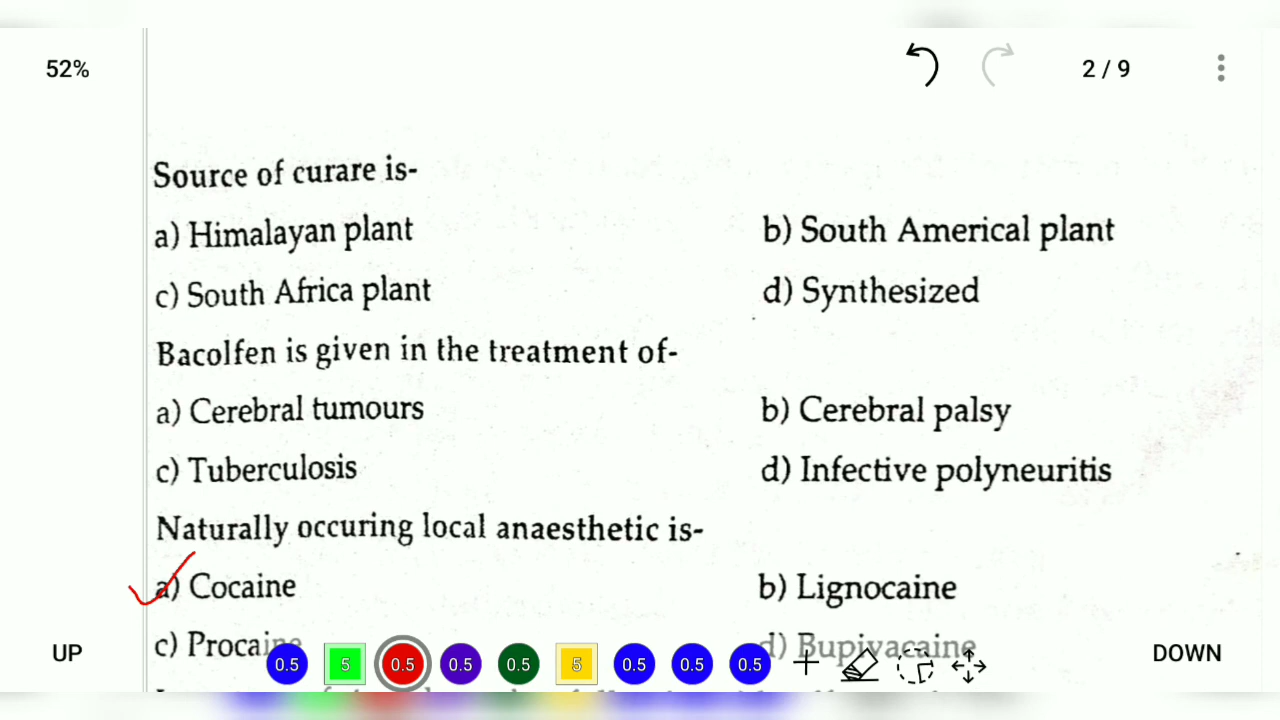 52%
2 / 9
Source of curare is-
a) Himalayan plant b) South Americal plant
c) South Africa plant d) Synthesized
Bacolfen is given in the treatment of-
a) Cerebral tumours b) Cerebral palsy
c) Tuberculosis d) Infective polyneuritis
Naturally occuring local anaesthetic is-
a) Cocaine b) Lignocaine
c) Procaine d) Bupivacaine
UP 0.5 5 0.5 0.5 0.5 5 0.5 0.5 0.5 DOWN